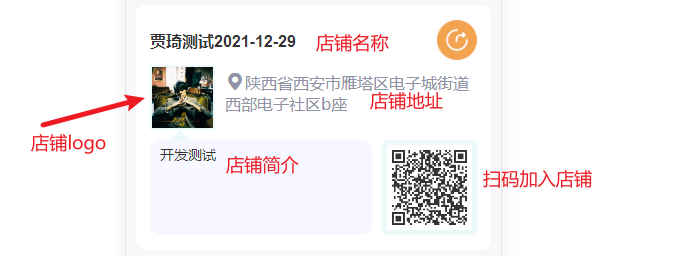 贾琦测试2021-12-29
店铺名称
陕西省西安市雁塔区电子城街道
西部电子社区b座
店铺地址
店铺logo
开发测试
店铺简介
扫码加入店铺